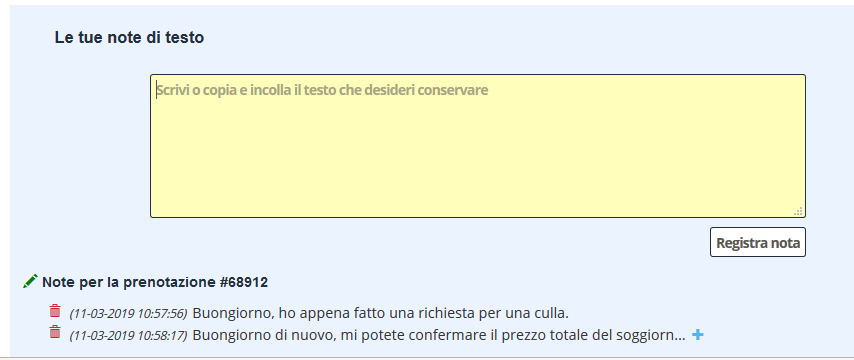 Le tue note di testo
Scrivi o copia e incolla il testo che desideri conservare
Registra nota
Note per la prenotazione #68912
(11-03-2019 10:57:56) Buongiorno, ho appena fatto una richiesta per una culla.
(11-03-2019 10:58:17) Buongiorno di nuovo, mi potete confermare il prezzo totale del soggiorn...